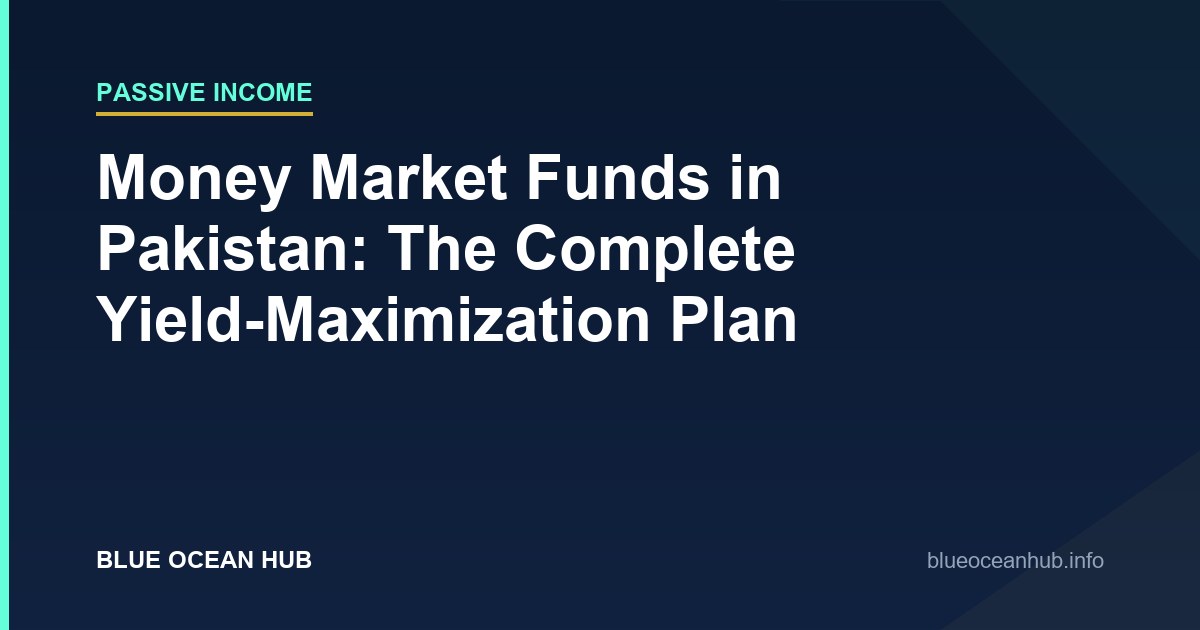 PASSIVE INCOME
Money Market Funds in
Pakistan: The Complete
Yield-Maximization Plan
BLUE OCEAN HUB
blueoceanhub.info